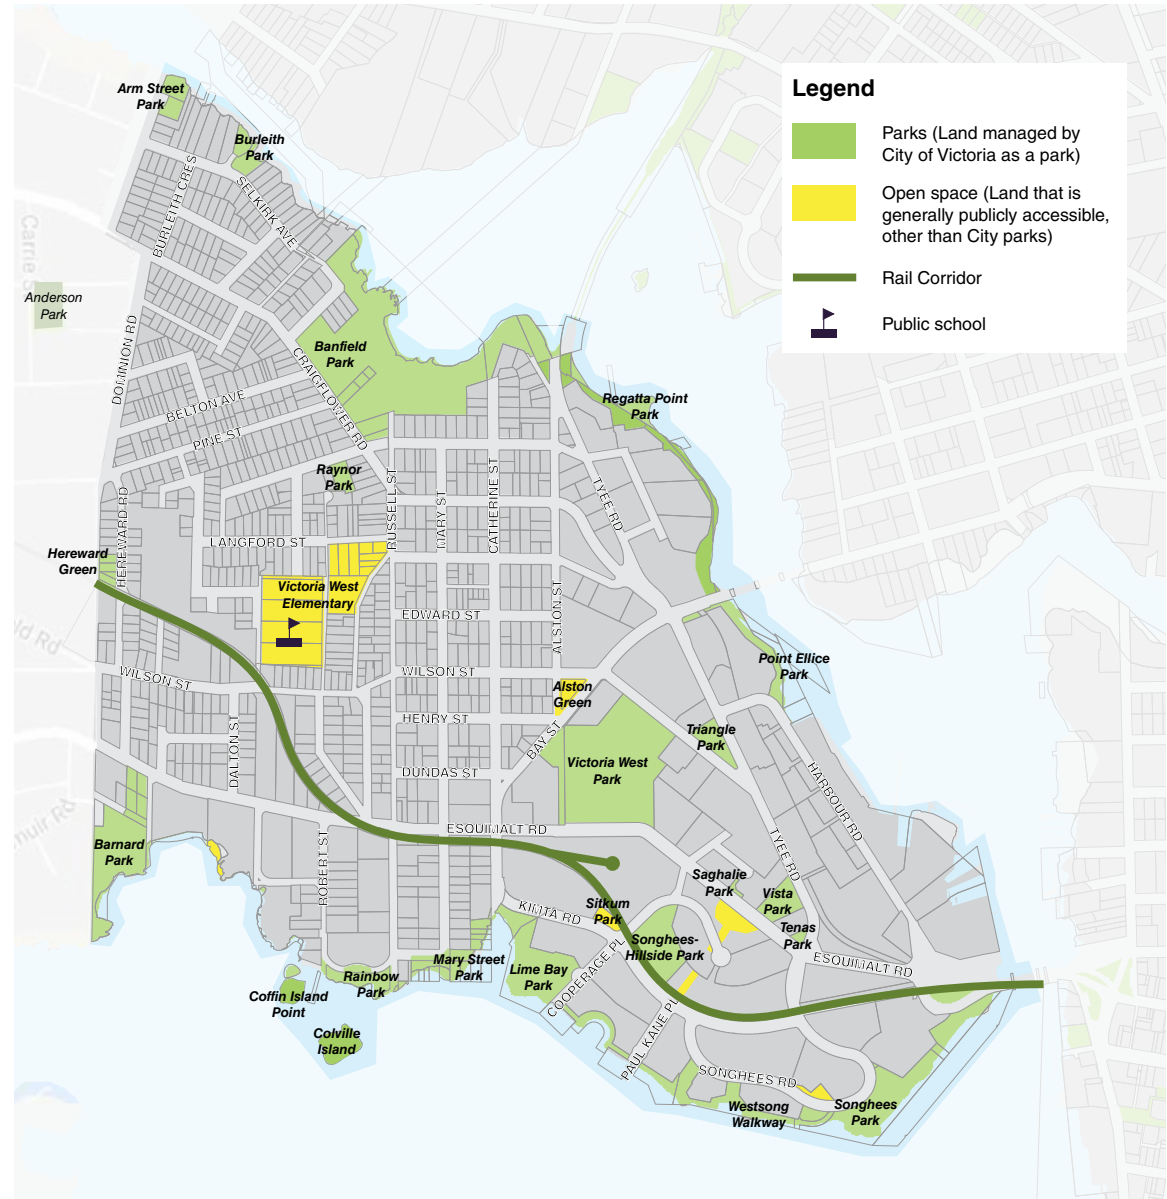 Legend
Parks (Land managed by
City of Victoria as a park)
Open space (Land that is
generally publicly accessible,
other than City parks)
Rail Corridor
Public school
Arm Street
Park
Burleith
Park
BURLEITH CRES
SELKIRK AVE
Carrie S
Anderson
Park
DOMINION RD
Banfield
Park
CRAIGFLOWER RD
BELTON AVE
PINE ST
Regatta Point
Park
Raynor
Park
RUSSELL ST
MARY ST
CATHERINE ST
TYEE RD
HEREWARD RD
LANGFORD ST
Hereward
Green
Victoria West
Elementary
EDWARD ST
ALSTON ST
old Rd
WILSON ST
WILSON ST
Point Ellice
Park
Alston
Green
HENRY ST
BAY ST
Triangle
Park
DALTON ST
DUNDAS ST
Victoria West
Park
HARBOUR RD
muir Rd
ESQUIMALT RD
TYEE RD
Barnard
Park
ROBERT ST
Saghalie
Park
Vista
Park
KIMTA RD
Sitkum
Park
Tenas
Park
Songhees-
Hillside Park
ESQUIMALT RD
Mary Street
Park
Lime Bay
Park
COOPERAGE PL
Rainbow
Park
Coffin Island
Point
PAUL KANE PL
Colville
Island
SONGHEES RD
Westsong
Walkway
Songhees
Park